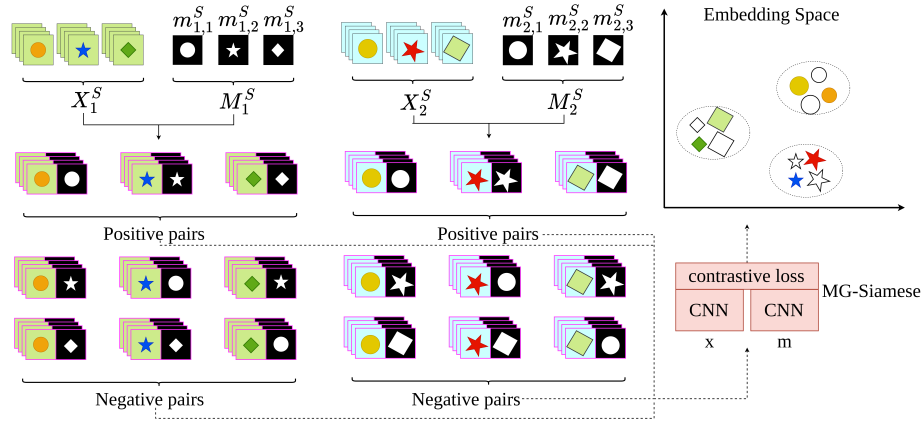 Embedding Space
m^S_{1,1} m^S_{1,2} m^S_{1,3}
m^S_{2,1} m^S_{2,2} m^S_{2,3}
X^S_1
M^S_1
X^S_2
M^S_2
Positive pairs
Positive pairs
contrastive loss
MG-Siamese
CNN
CNN
x
m
Negative pairs
Negative pairs